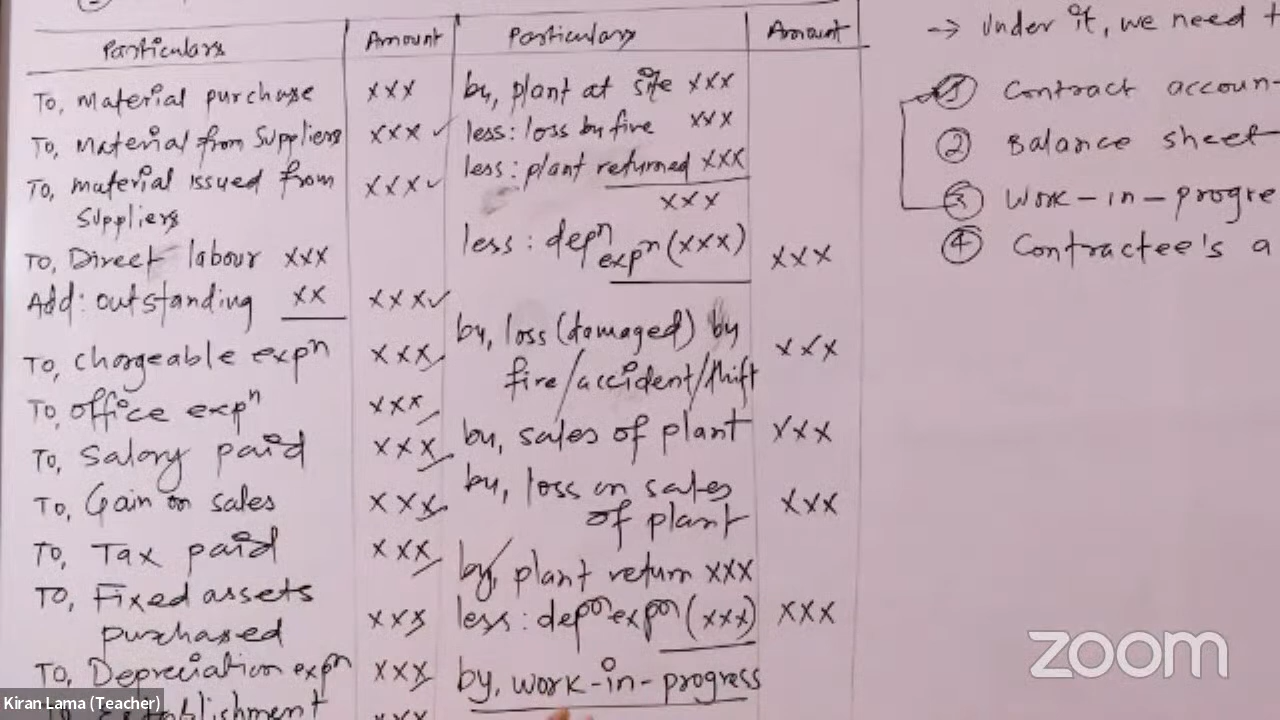 Particulars Amount Particulars Amount
To, material purchase xxx by, plant at site xxx
To, Material from Suppliers xxx ✓ less: loss by fire xxx
To, material issued from xxx ✓ less: plant returned xxx
Suppliers xxx
To, Direct labour xxx less: depn expn (xxx) xxx
Add: outstanding xx xxx ✓
To, chargeable expn xxx by, loss (damaged) by xxx
fire/accident/thift
To, office expn xxx
To, Salary paid xxx by, sales of plant xxx
To, Gain on sales xxx by, loss on sales xxx
of plant
To, Tax paid xxx by, plant return xxx
To, Fixed assets
purchased xxx less: depn expn (xxx) xxx
To, Depreciation expn xxx by, work-in-progress
establishment xxx
→ Under it, we need t
① Contract accoun-
② Balance sheet
③ Work-in-progre
④ Contractee's a
zoom
Kiran Lama (Teacher)